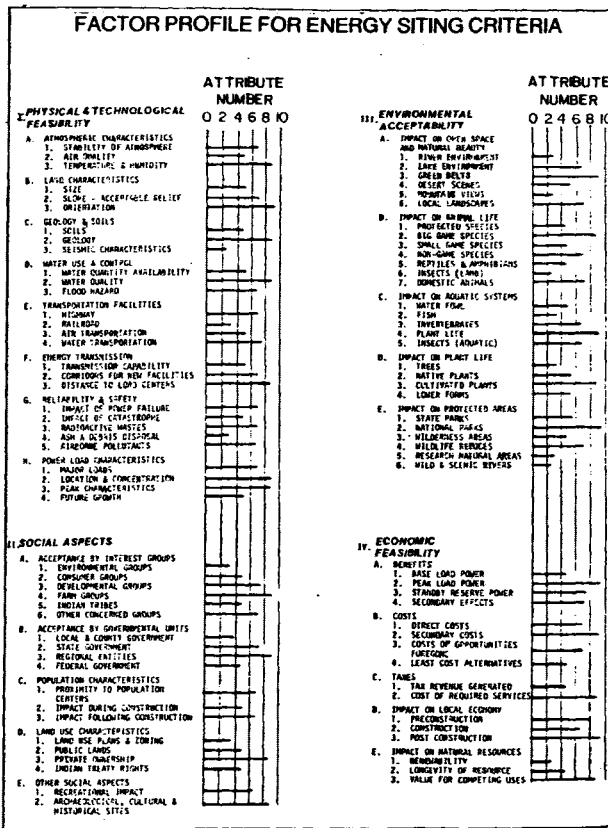 FACTOR PROFILE FOR ENERGY SITING CRITERIA
ATTRIBUTE
NUMBER
0 2 4 6 8 10
I. PHYSICAL & TECHNOLOGICAL
FEASIBILITY
A. ATMOSPHERIC CHARACTERISTICS
1. STABILITY OF ATMOSPHERE
2. AIR QUALITY
3. TEMPERATURE & HUMIDITY
B. LAND CHARACTERISTICS
1. SIZE
2. SLOPE - ACCEPTABLE RELIEF
3. ORIENTATION
C. GEOLOGY & SOILS
1. SOILS
2. GEOLOGY
3. SEISMIC CHARACTERISTICS
D. WATER USE & CONTROL
1. WATER QUANTITY AVAILABILITY
2. WATER QUALITY
3. FLOOD HAZARD
E. TRANSPORTATION FACILITIES
1. HIGHWAY
2. RAILROAD
3. AIR TRANSPORTATION
4. WATER TRANSPORTATION
F. ENERGY TRANSMISSION
1. TRANSMISSION CAPABILITY
2. CORRIDORS FOR NEW FACILITIES
3. DISTANCE TO LOAD CENTERS
G. RELIABILITY & SAFETY
1. IMPACT OF POWER FAILURE
2. IMPACT OF CATASTROPHE
3. RADIOACTIVE WASTES
4. ASH & DEBRIS DISPOSAL
5. AIRBORNE POLLUTANTS
H. POWER LOAD CHARACTERISTICS
1. MAJOR LOADS
2. LOCATION & CONCENTRATION
3. PEAK CHARACTERISTICS
4. FUTURE GROWTH
II. SOCIAL ASPECTS
A. ACCEPTANCE BY INTEREST GROUPS
1. ENVIRONMENTAL GROUPS
2. CONSUMER GROUPS
3. DEVELOPMENTAL GROUPS
4. FARM GROUPS
5. INDIAN TRIBES
6. OTHER CONCERNED GROUPS
B. ACCEPTANCE BY GOVERNMENTAL UNITS
1. LOCAL & COUNTY GOVERNMENT
2. STATE GOVERNMENT
3. REGIONAL ENTITIES
4. FEDERAL GOVERNMENT
C. POPULATION CHARACTERISTICS
1. PROXIMITY TO POPULATION
CENTERS
2. IMPACT DURING CONSTRUCTION
3. IMPACT FOLLOWING CONSTRUCTION
D. LAND USE CHARACTERISTICS
1. LAND USE PLANS & ZONING
2. PUBLIC LANDS
3. PRIVATE OWNERSHIP
4. INDIAN TREATY RIGHTS
E. OTHER SOCIAL ASPECTS
1. RECREATIONAL IMPACT
2. ARCHAEOLOGICAL, CULTURAL &
HISTORICAL SITES
ATTRIBUTE
NUMBER
0 2 4 6 8 10
III. ENVIRONMENTAL
ACCEPTABILITY
A. IMPACT ON OPEN SPACE
AND NATURAL BEAUTY
1. RIVER ENVIRONMENT
2. LAKE ENVIRONMENT
3. GREEN BELTS
4. DESERT SCENES
5. MOUNTAIN VIEWS
6. LOCAL LANDSCAPES
B. IMPACT ON ANIMAL LIFE
1. PROTECTED SPECIES
2. BIG GAME SPECIES
3. SMALL GAME SPECIES
4. NON-GAME SPECIES
5. REPTILES & AMPHIBIANS
6. INSECTS (LAND)
7. DOMESTIC ANIMALS
C. IMPACT ON AQUATIC SYSTEMS
1. WATER FOWL
2. FISH
3. INVERTEBRATES
4. PLANT LIFE
5. INSECTS (AQUATIC)
D. IMPACT ON PLANT LIFE
1. TREES
2. NATIVE PLANTS
3. CULTIVATED PLANTS
4. LOWER FORMS
E. IMPACT ON PROTECTED AREAS
1. STATE PARKS
2. NATIONAL PARKS
3. WILDERNESS AREAS
4. WILDLIFE REFUGES
5. RESEARCH NATURAL AREAS
6. WILD & SCENIC RIVERS
IV. ECONOMIC
FEASIBILITY
A. BENEFITS
1. BASE LOAD POWER
2. PEAK LOAD POWER
3. STANDBY RESERVE POWER
4. SECONDARY EFFECTS
B. COSTS
1. DIRECT COSTS
2. SECONDARY COSTS
3. COSTS OF OPPORTUNITIES
FOREGONE
4. LEAST COST ALTERNATIVES
C. TAXES
1. TAX REVENUE GENERATED
2. COST OF REQUIRED SERVICES
D. IMPACT ON LOCAL ECONOMY
1. PRECONSTRUCTION
2. CONSTRUCTION
3. POST CONSTRUCTION
E. IMPACT ON NATURAL RESOURCES
1. RENEWABILITY
2. LONGEVITY OF RESOURCE
3. VALUE FOR COMPETING USES